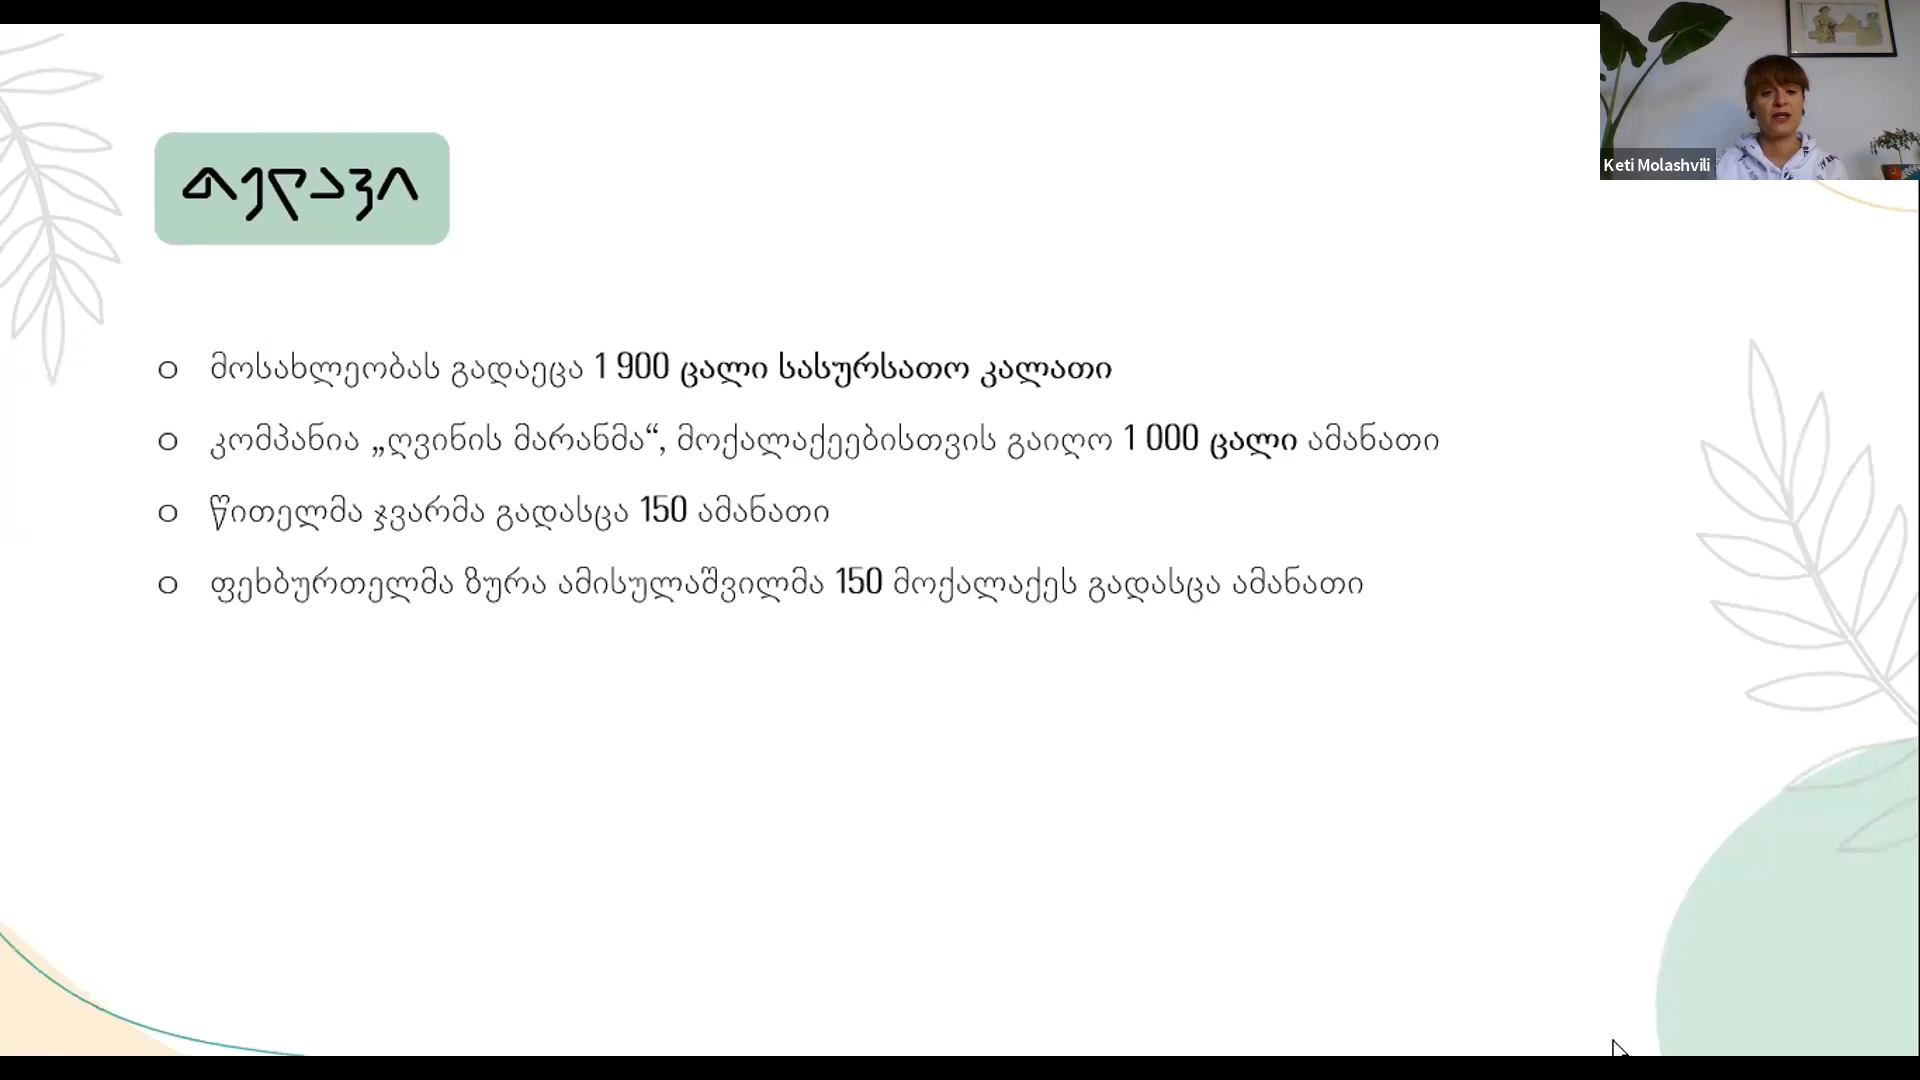 თელავი
Keti Molashvili
o მოსახლეობას გადაეცა 1 900 ცალი სასურსათო კალათი
o კომპანია „ღვინის მარანმა“, მოქალაქეებისთვის გაიღო 1 000 ცალი ამანათი
o წითელმა ჯვარმა გადასცა 150 ამანათი
o ფეხბურთელმა ზურა ამისულაშვილმა 150 მოქალაქეს გადასცა ამანათი